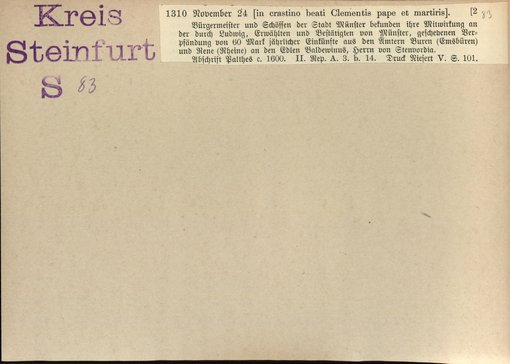 Kreis
Steinfurt
S 83
1310 November 24 [in crastino beati Clementis pape et martiris]. [2 83
Bürgermeister und Schöffen der Stadt Münster bekunden ihre Mitwirkung an
der durch Ludwig, Erwählten und Bestätigten von Münster, geschehenen Ver-
pfändung von 60 Mark jährlicher Einkünfte aus den Ämtern Buren (Emsbüren)
und Rene (Rheine) an den Edlen Baldewinus, Herrn von Stenvordia.
Abschrift Palthes c. 1600. II. Rep. A. 3. b. 14. Druck Niesert V. S. 101.